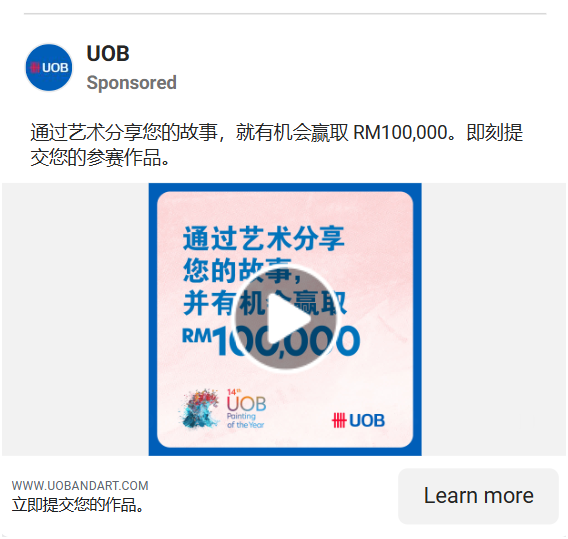 UOB
UOB
Sponsored
通过艺术分享您的故事，就有机会赢取 RM100,000。即刻提
交您的参赛作品。
通过艺术分享
您的故事，
并有机会赢取
RM100,000
14th
UOB
Painting
of the Year
UOB
WWW.UOBANDART.COM
立即提交您的作品。
Learn more